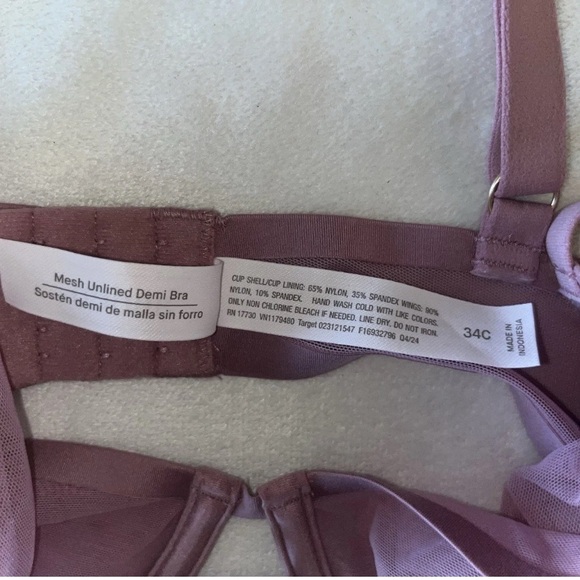 Mesh Unlined Demi Bra
Sostén demi de malla sin forro
CUP SHELL/CUP LINING: 65% NYLON, 35% SPANDEX WINGS: 90%
NYLON, 10% SPANDEX. HAND WASH COLD WITH LIKE COLORS.
ONLY NON CHLORINE BLEACH IF NEEDED. LINE DRY. DO NOT IRON.
RN 17730 VN1179480 Target 023121547 F16932796 04/24
34C
MADE IN
INDONESIA